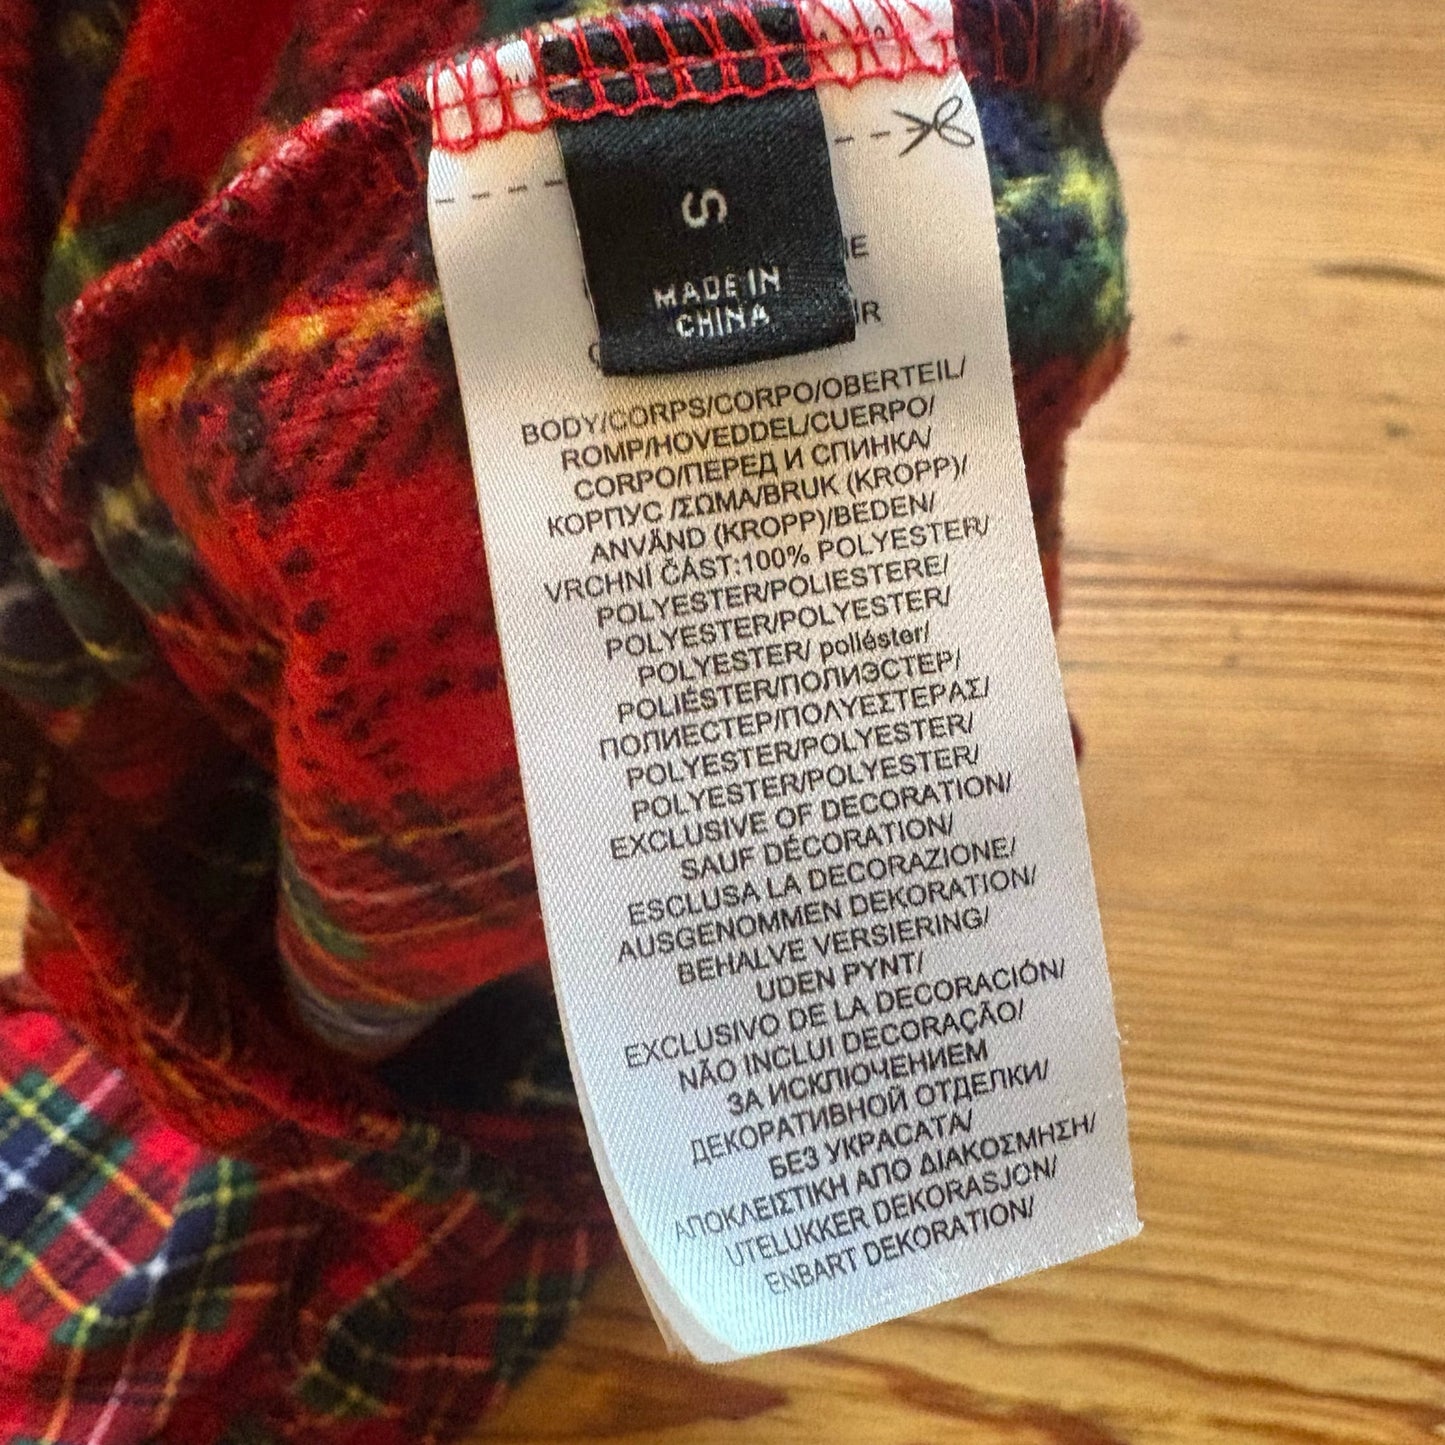 S
MADE IN
CHINA
BODY/CORPS/CORPO/OBERTEIL/
ROMP/HOVEDDEL/CUERPO/
CORPO/ПЕРЕД И СПИНКА/
КОРПУС /ΣΩΜΑ/BRUK (KROPP)/
ANVÄND (KROPP)/BEDEN/
VRCHNÍ ČÁST:100% POLYESTER/
POLYESTER/POLIESTERE/
POLYESTER/POLYESTER/
POLYESTER/ poliéster/
POLIÉSTER/ПОЛИЭСТЕР/
ПОЛИЕСТЕР/ΠΟΛΥΕΣΤΕΡΑΣ/
POLYESTER/POLYESTER/
POLYESTER/POLYESTER/
EXCLUSIVE OF DECORATION/
SAUF DÉCORATION/
ESCLUSA LA DECORAZIONE/
AUSGENOMMEN DEKORATION/
BEHALVE VERSIERING/
UDEN PYNT/
EXCLUSIVO DE LA DECORACIÓN/
NÃO INCLUI DECORAÇÃO/
ЗА ИСКЛЮЧЕНИЕМ
ДЕКОРАТИВНОЙ ОТДЕЛКИ/
БЕЗ УКРАСАТА/
ΑΠΟΚΛΕΙΣΤΙΚΗ ΑΠΟ ΔΙΑΚΟΣΜΗΣΗ/
UTELUKKER DEKORASJON/
ENBART DEKORATION/